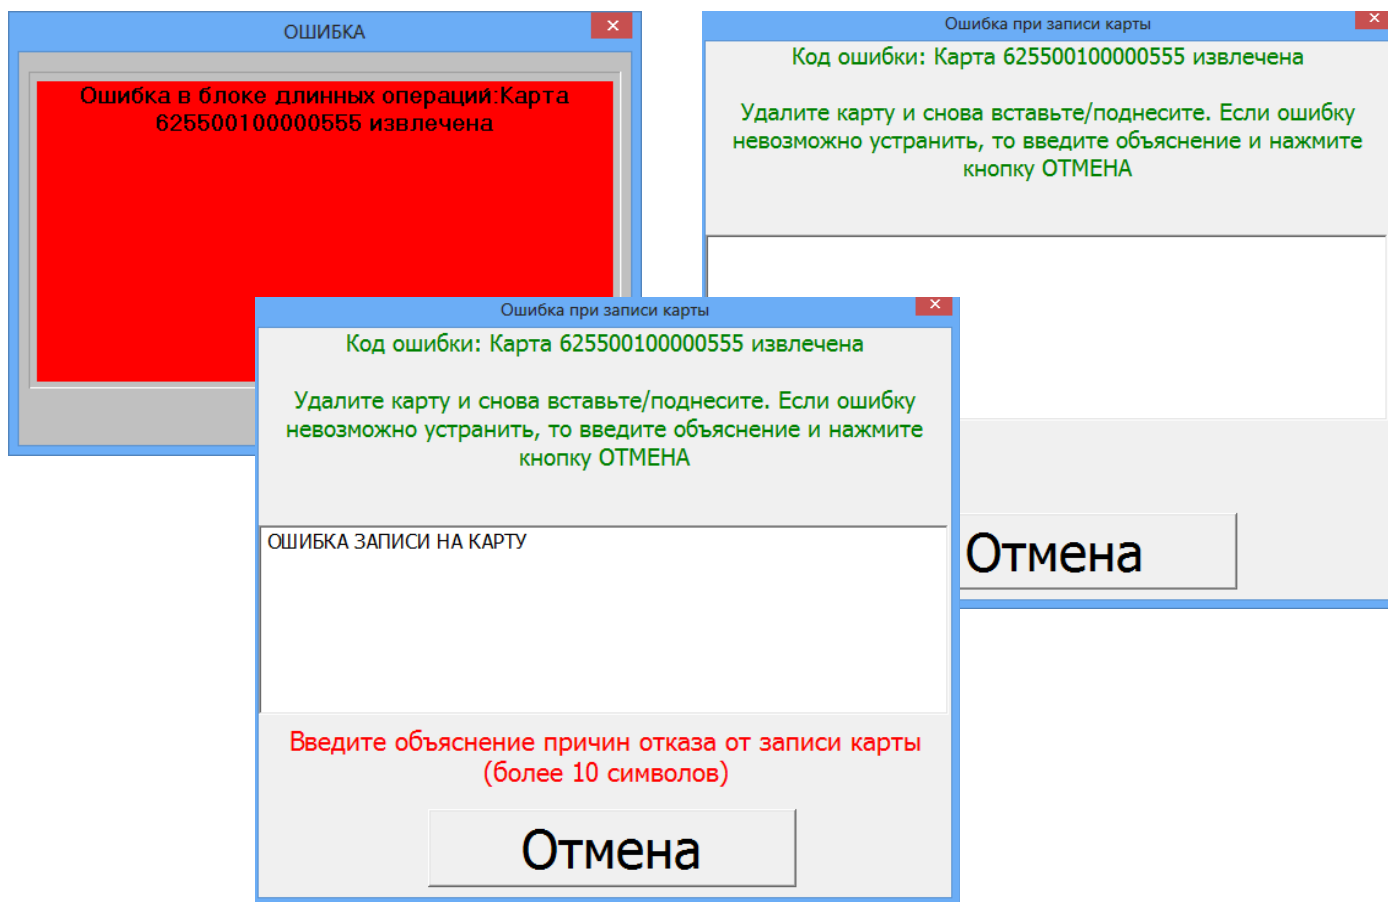 ОШИБКА
Ошибка в блоке длинных операций:Карта
625500100000555 извлечена
Ошибка при записи карты
Код ошибки: Карта 625500100000555 извлечена
Удалите карту и снова вставьте/поднесите. Если ошибку
невозможно устранить, то введите объяснение и нажмите
кнопку ОТМЕНА
Отмена
Ошибка при записи карты
Код ошибки: Карта 625500100000555 извлечена
Удалите карту и снова вставьте/поднесите. Если ошибку
невозможно устранить, то введите объяснение и нажмите
кнопку ОТМЕНА
ОШИБКА ЗАПИСИ НА КАРТУ
Введите объяснение причин отказа от записи карты
(более 10 символов)
Отмена